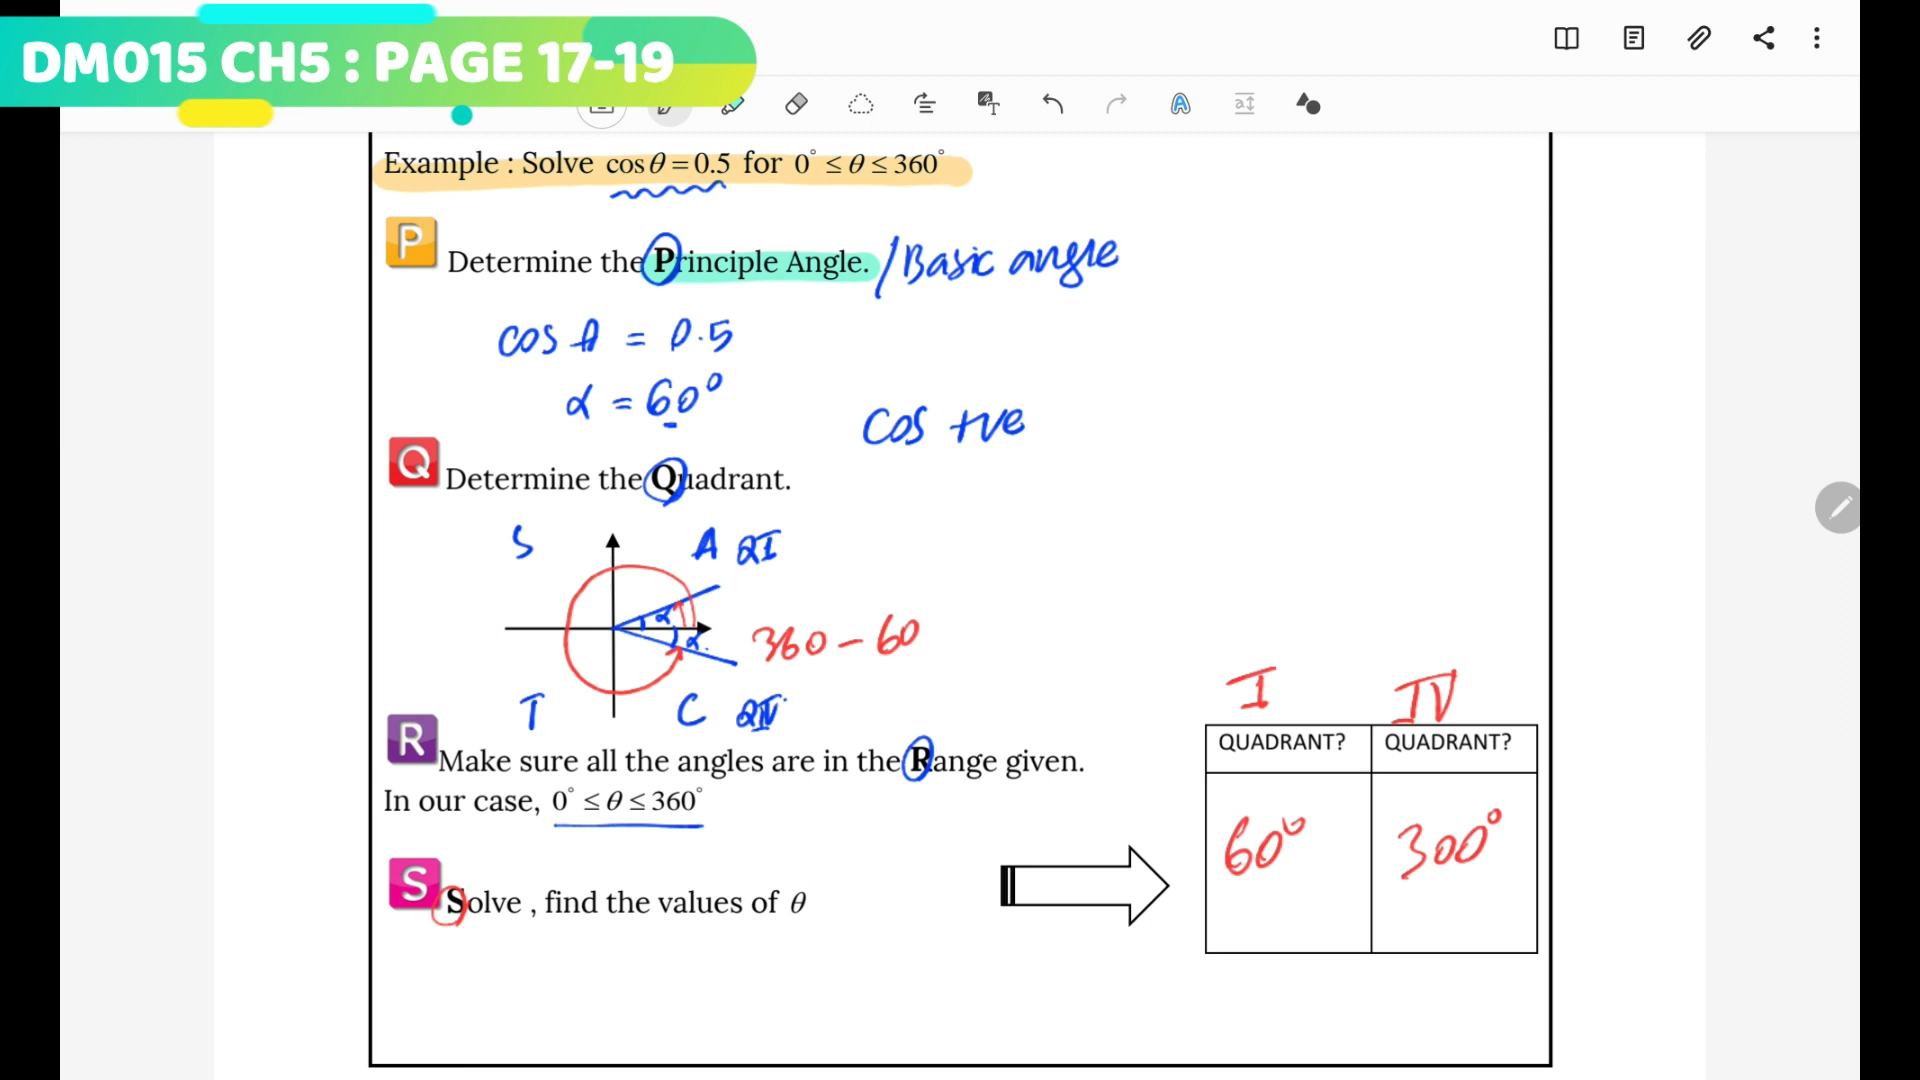 DM015 CH5 : PAGE 17-19
Example : Solve cos θ = 0.5 for 0° ≤ θ ≤ 360°
P Determine the Principle Angle. / Basic angle
cos θ = 0.5
α = 60°
cos +ve
Q Determine the Quadrant.
S A QI
α
α
360 - 60
T C QIV
R Make sure all the angles are in the Range given.
In our case, 0° ≤ θ ≤ 360°
S Solve , find the values of θ
I IV
QUADRANT? QUADRANT?
60° 300°